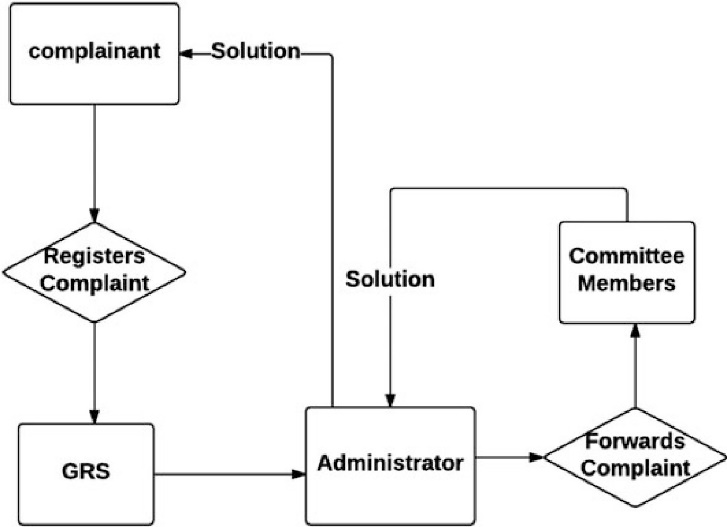 complainant
Solution
Registers
Complaint
Solution
Committee
Members
GRS
Administrator
Forwards
Complaint